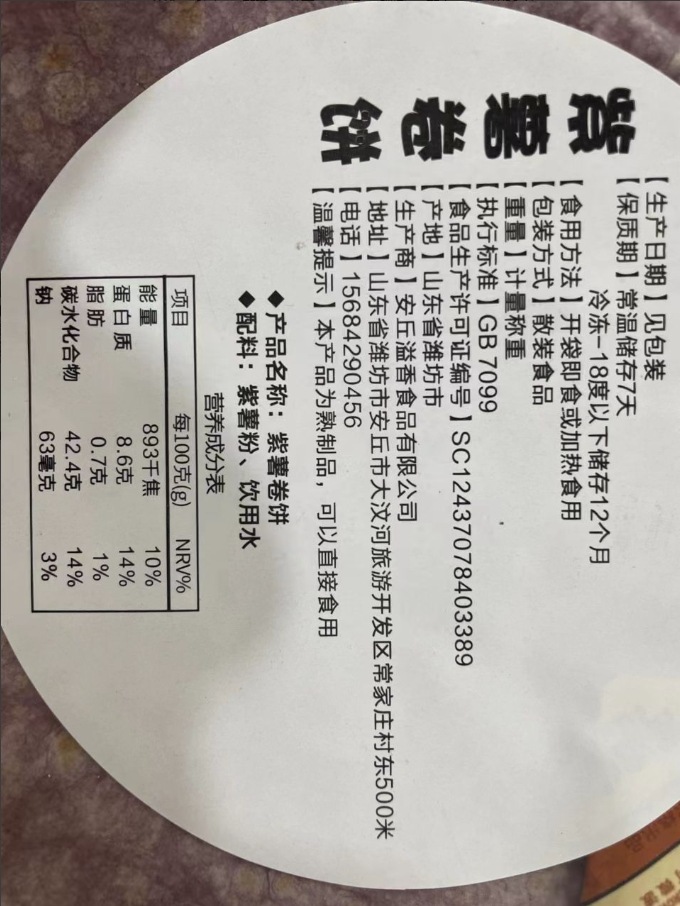 紫薯卷饼
【生产日期】见包装
【保质期】常温储存7天
冷冻-18度以下储存12个月
【食用方法】开袋即食或加热食用
【包装方式】散装食品
【重量】计量称重
【执行标准】GB 7099
【食品生产许可证编号】SC12437078403389
【产地】山东省潍坊市
【生产商】安丘溢香食品有限公司
【地址】山东省潍坊市安丘市大汶河旅游开发区常家庄村东500米
【电话】15684290456
【温馨提示】本产品为熟制品，可以直接食用
◆产品名称：紫薯卷饼
◆配料：紫薯粉、饮用水
营养成分表
项目 每100克(g) NRV%
能量 893千焦 10%
蛋白质 8.6克 14%
脂肪 0.7克 1%
碳水化合物 42.4克 14%
钠 63毫克 3%